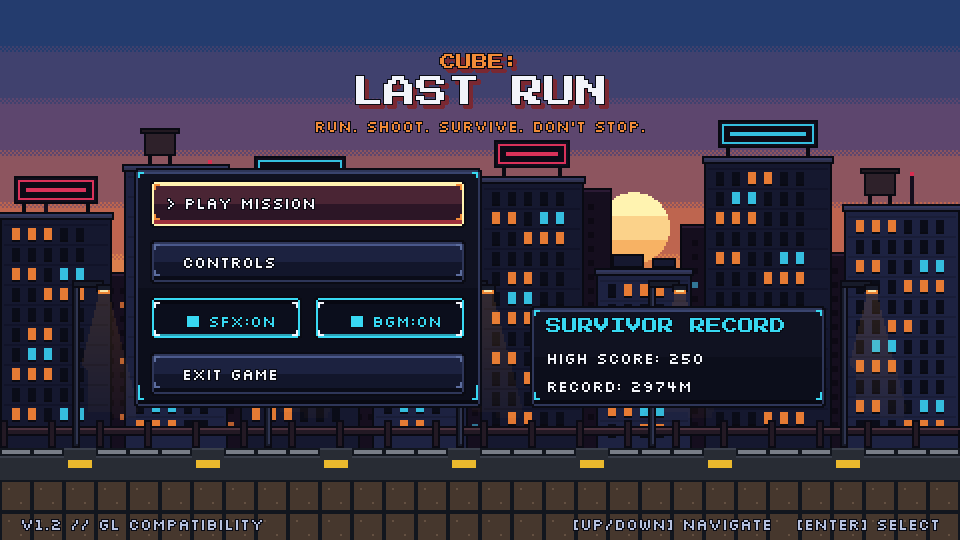 CUBE:
LAST RUN
RUN. SHOOT. SURVIVE. DON'T STOP.
> PLAY MISSION
CONTROLS
SFX:ON
BGM:ON
EXIT GAME
SURVIVOR RECORD
HIGH SCORE: 250
RECORD: 2974M
V1.2 // GL COMPATIBILITY
[UP/DOWN] NAVIGATE [ENTER] SELECT